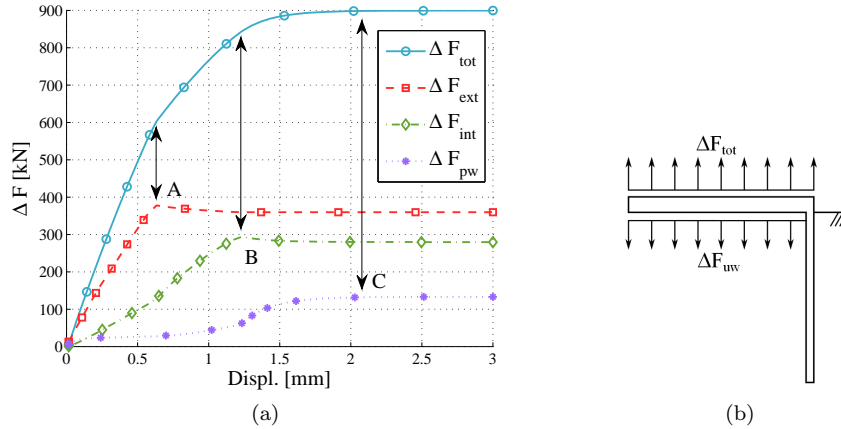 900
800
700
600
500
400
300
200
100
0
Δ F [kN]
0 0.5 1 1.5 2 2.5 3
Displ. [mm]
A
B
C
Δ F_tot
Δ F_ext
Δ F_int
Δ F_pw
(a)
ΔF_tot
ΔF_uw
(b)